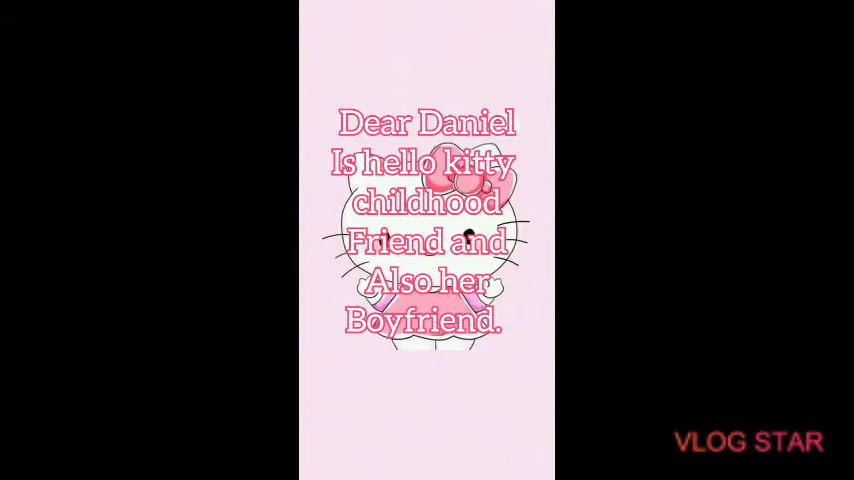 Dear Daniel
Is hello kitty
childhood
Friend and
Also her
Boyfriend.
VLOG STAR